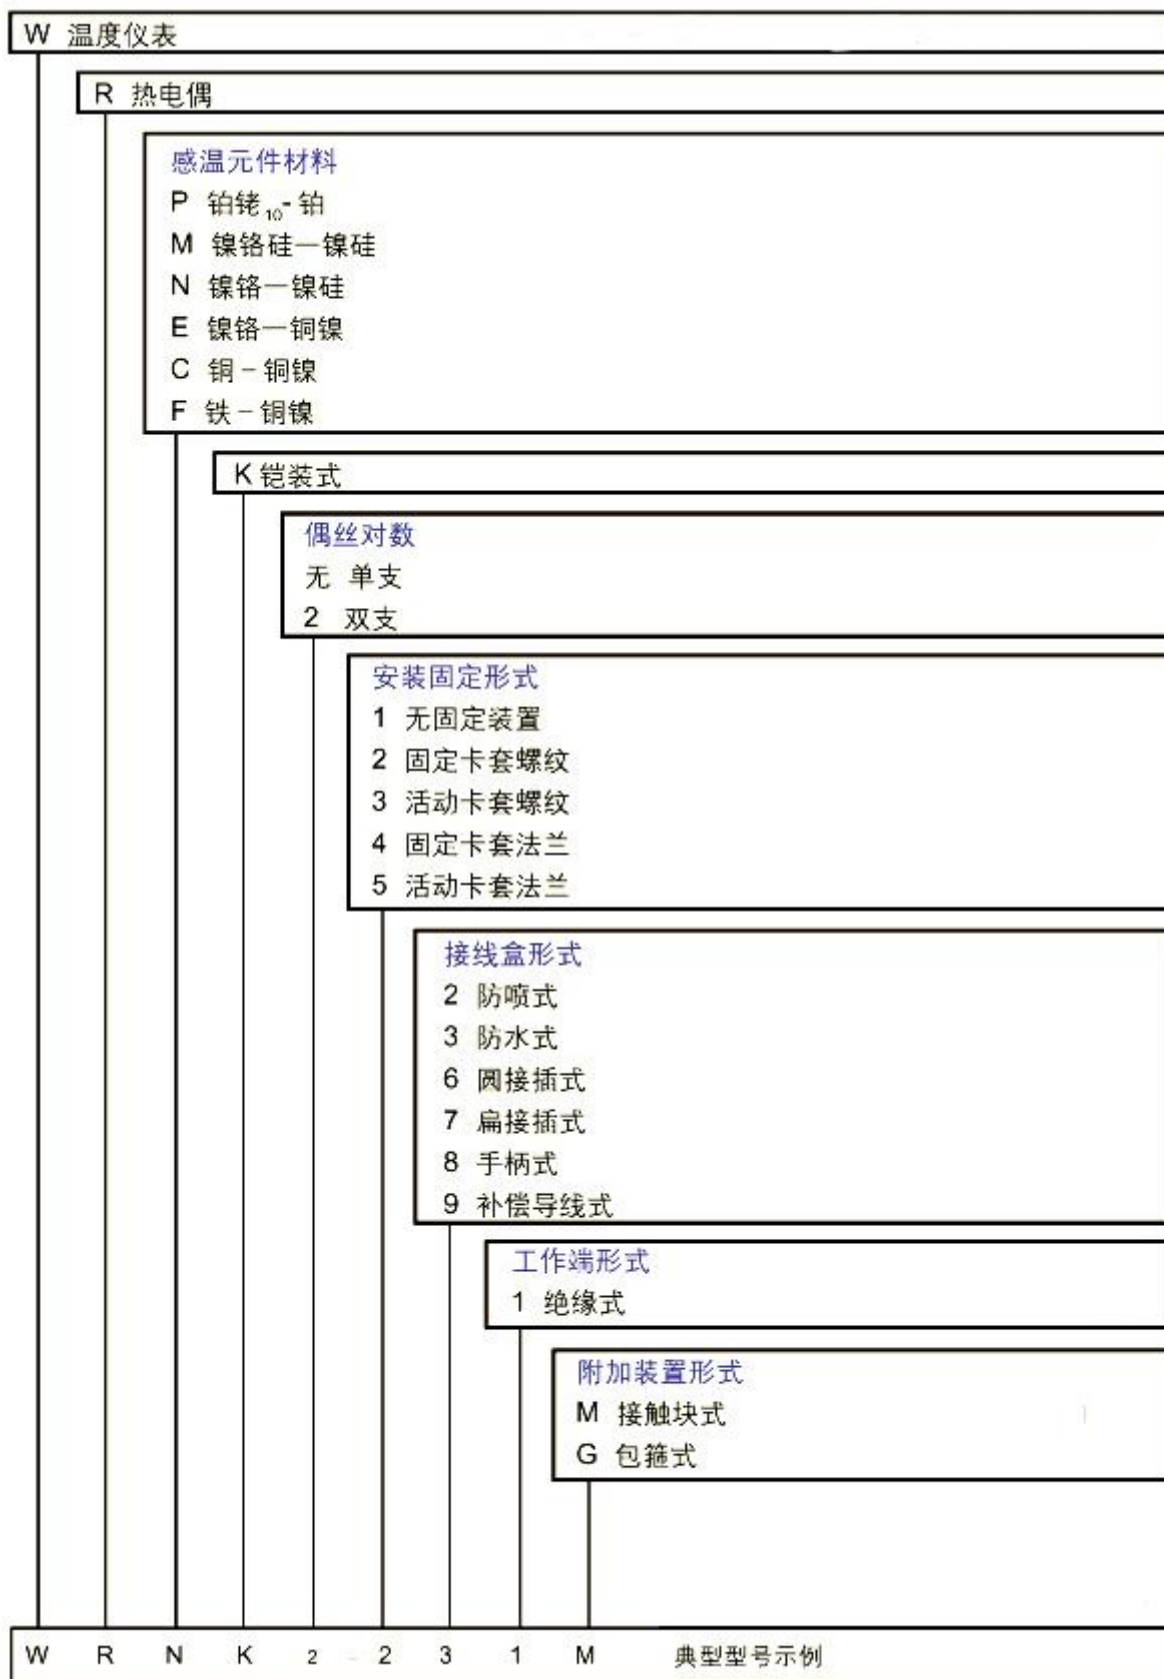 W 温度仪表
R 热电偶
感温元件材料
P 铂铑10-铂
M 镍铬硅—镍硅
N 镍铬—镍硅
E 镍铬—铜镍
C 铜－铜镍
F 铁－铜镍
K 铠装式
偶丝对数
无 单支
2 双支
安装固定形式
1 无固定装置
2 固定卡套螺纹
3 活动卡套螺纹
4 固定卡套法兰
5 活动卡套法兰
接线盒形式
2 防喷式
3 防水式
6 圆接插式
7 扁接插式
8 手柄式
9 补偿导线式
工作端形式
1 绝缘式
附加装置形式
M 接触块式
G 包箍式
W R N K 2 - 2 3 1 M 典型型号示例